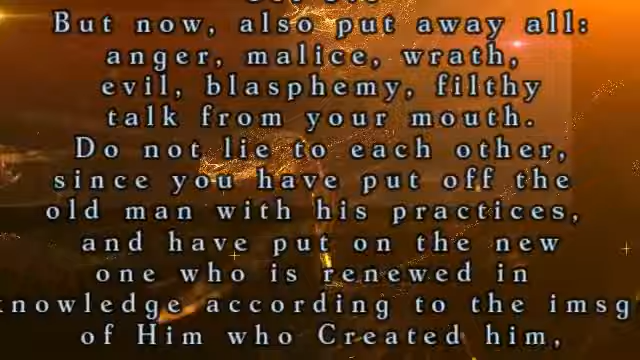 But now, also put away all:
anger, malice, wrath,
evil, blasphemy, filthy
talk from your mouth.
Do not lie to each other,
since you have put off the
old man with his practices,
and have put on the new
one who is renewed in
nowledge according to the imsg
of Him who Created him,